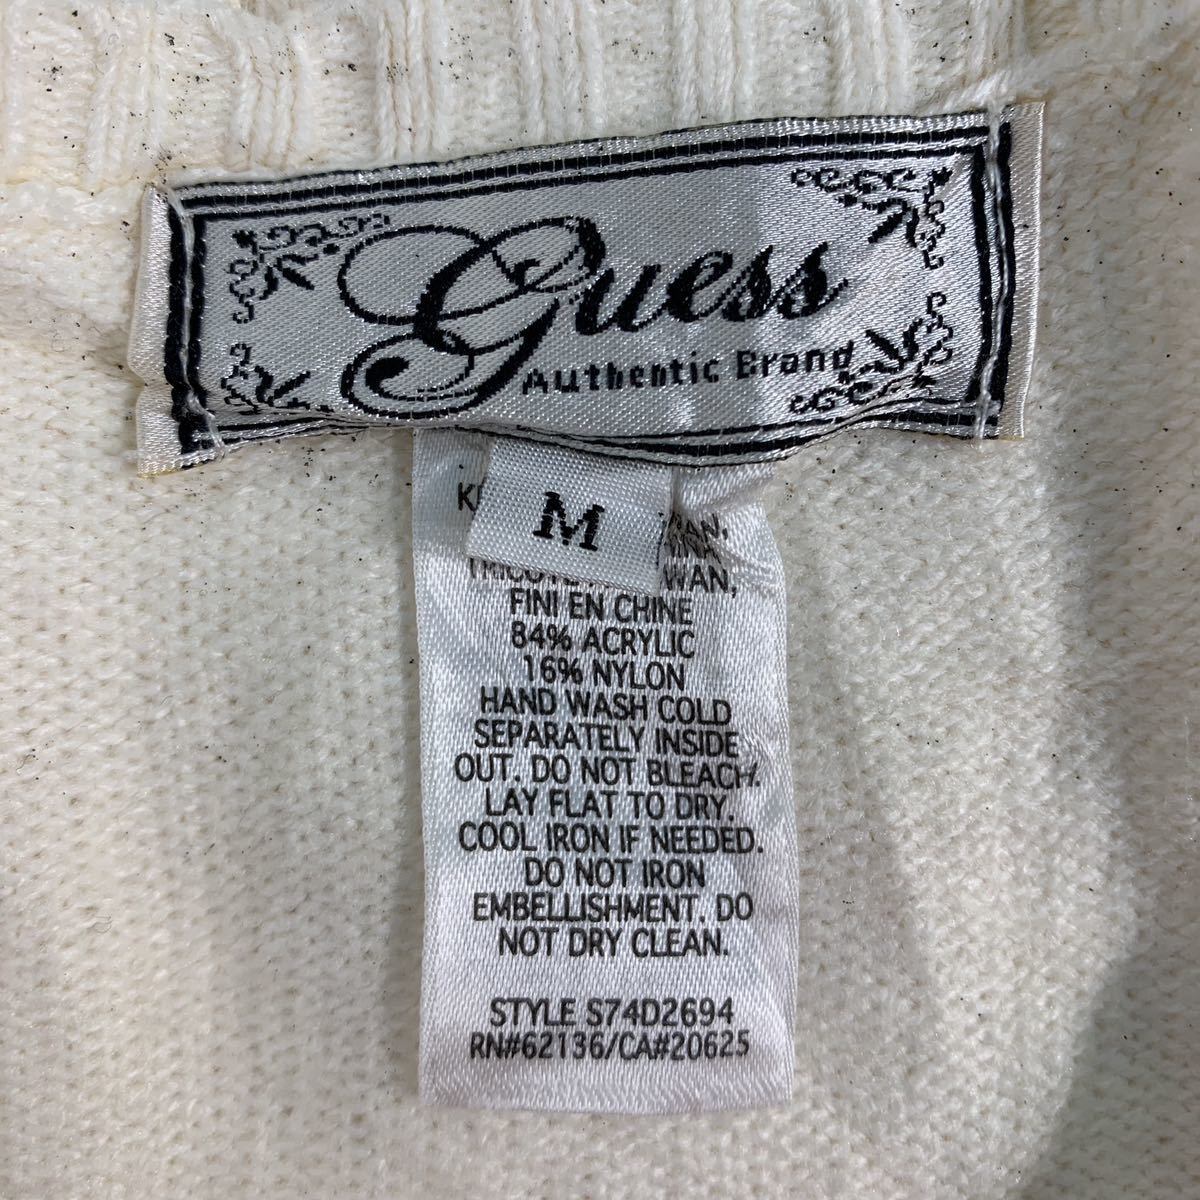 Guess
Authentic Brand
M
FINI EN CHINE
84% ACRYLIC
16% NYLON
HAND WASH COLD
SEPARATELY INSIDE
OUT. DO NOT BLEACH.
LAY FLAT TO DRY.
COOL IRON IF NEEDED.
DO NOT IRON
EMBELLISHMENT. DO
NOT DRY CLEAN.
STYLE S74D2694
RN#62136/CA#20625